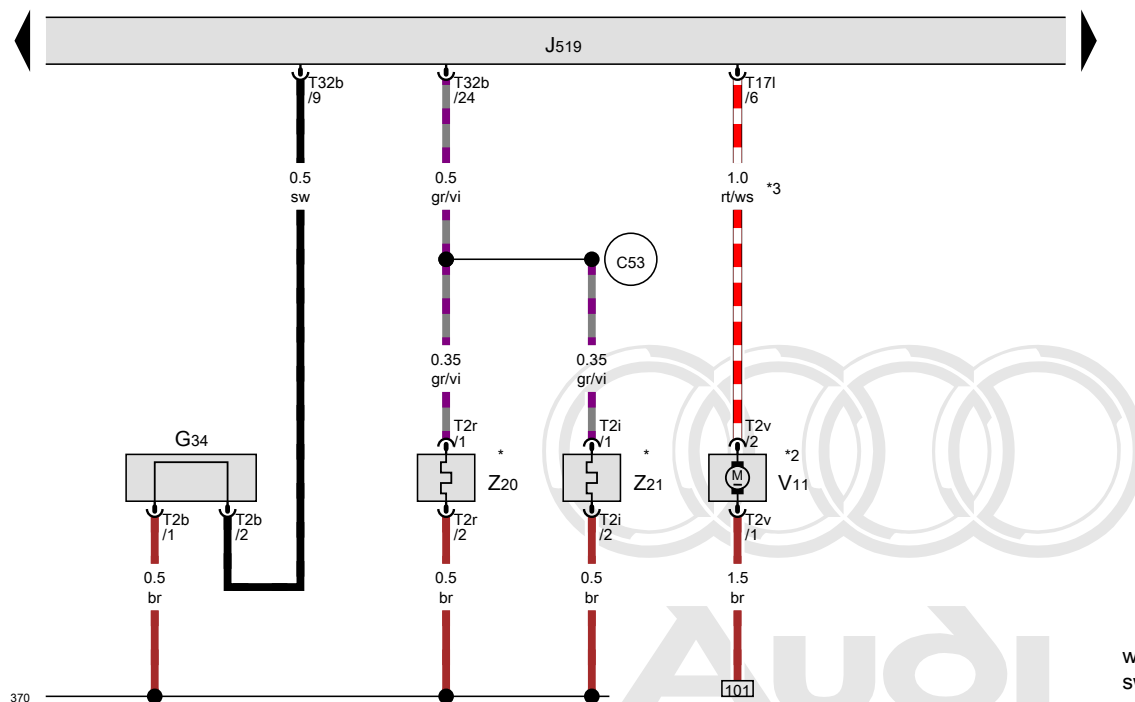 J519
T32b
/9
T32b
/24
T17l
/6
0.5
sw
0.5
gr/vi
1.0
rt/ws
*3
C53
0.35
gr/vi
0.35
gr/vi
G34
T2r
/1
*
Z20
T2i
/1
*
Z21
T2v
/2
*2
M
V11
T2b
/1
T2b
/2
T2r
/2
T2i
/2
T2v
/1
0.5
br
0.5
br
0.5
br
1.5
br
Audi
370
101